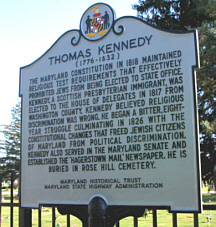 THOMAS KENNEDY
(1776-1832)
THE MARYLAND CONSTITUTION IN 1818 MAINTAINED
RELIGIOUS TEST REQUIREMENTS THAT EFFECTIVELY
PROHIBITED JEWS FROM BEING ELECTED TO STATE OFFICE.
KENNEDY, A SCOTTISH PRESBYTERIAN IMMIGRANT, WAS
ELECTED TO THE HOUSE OF DELEGATES IN 1817 FROM
WASHINGTON COUNTY. KENNEDY BELIEVED RELIGIOUS
PERSECUTION WAS WRONG. HE BEGAN A BITTER, EIGHT-
YEAR STRUGGLE CULMINATING IN 1826 WITH THE
CONSTITUTIONAL CHANGES THAT FREED JEWISH CITIZENS
OF MARYLAND FROM POLITICAL DISCRIMINATION.
KENNEDY ALSO SERVED IN THE MARYLAND SENATE AND
ESTABLISHED THE 'HAGERSTOWN MAIL' NEWSPAPER. HE IS
BURIED IN ROSE HILL CEMETERY.
MARYLAND HISTORICAL TRUST
MARYLAND STATE HIGHWAY ADMINISTRATION